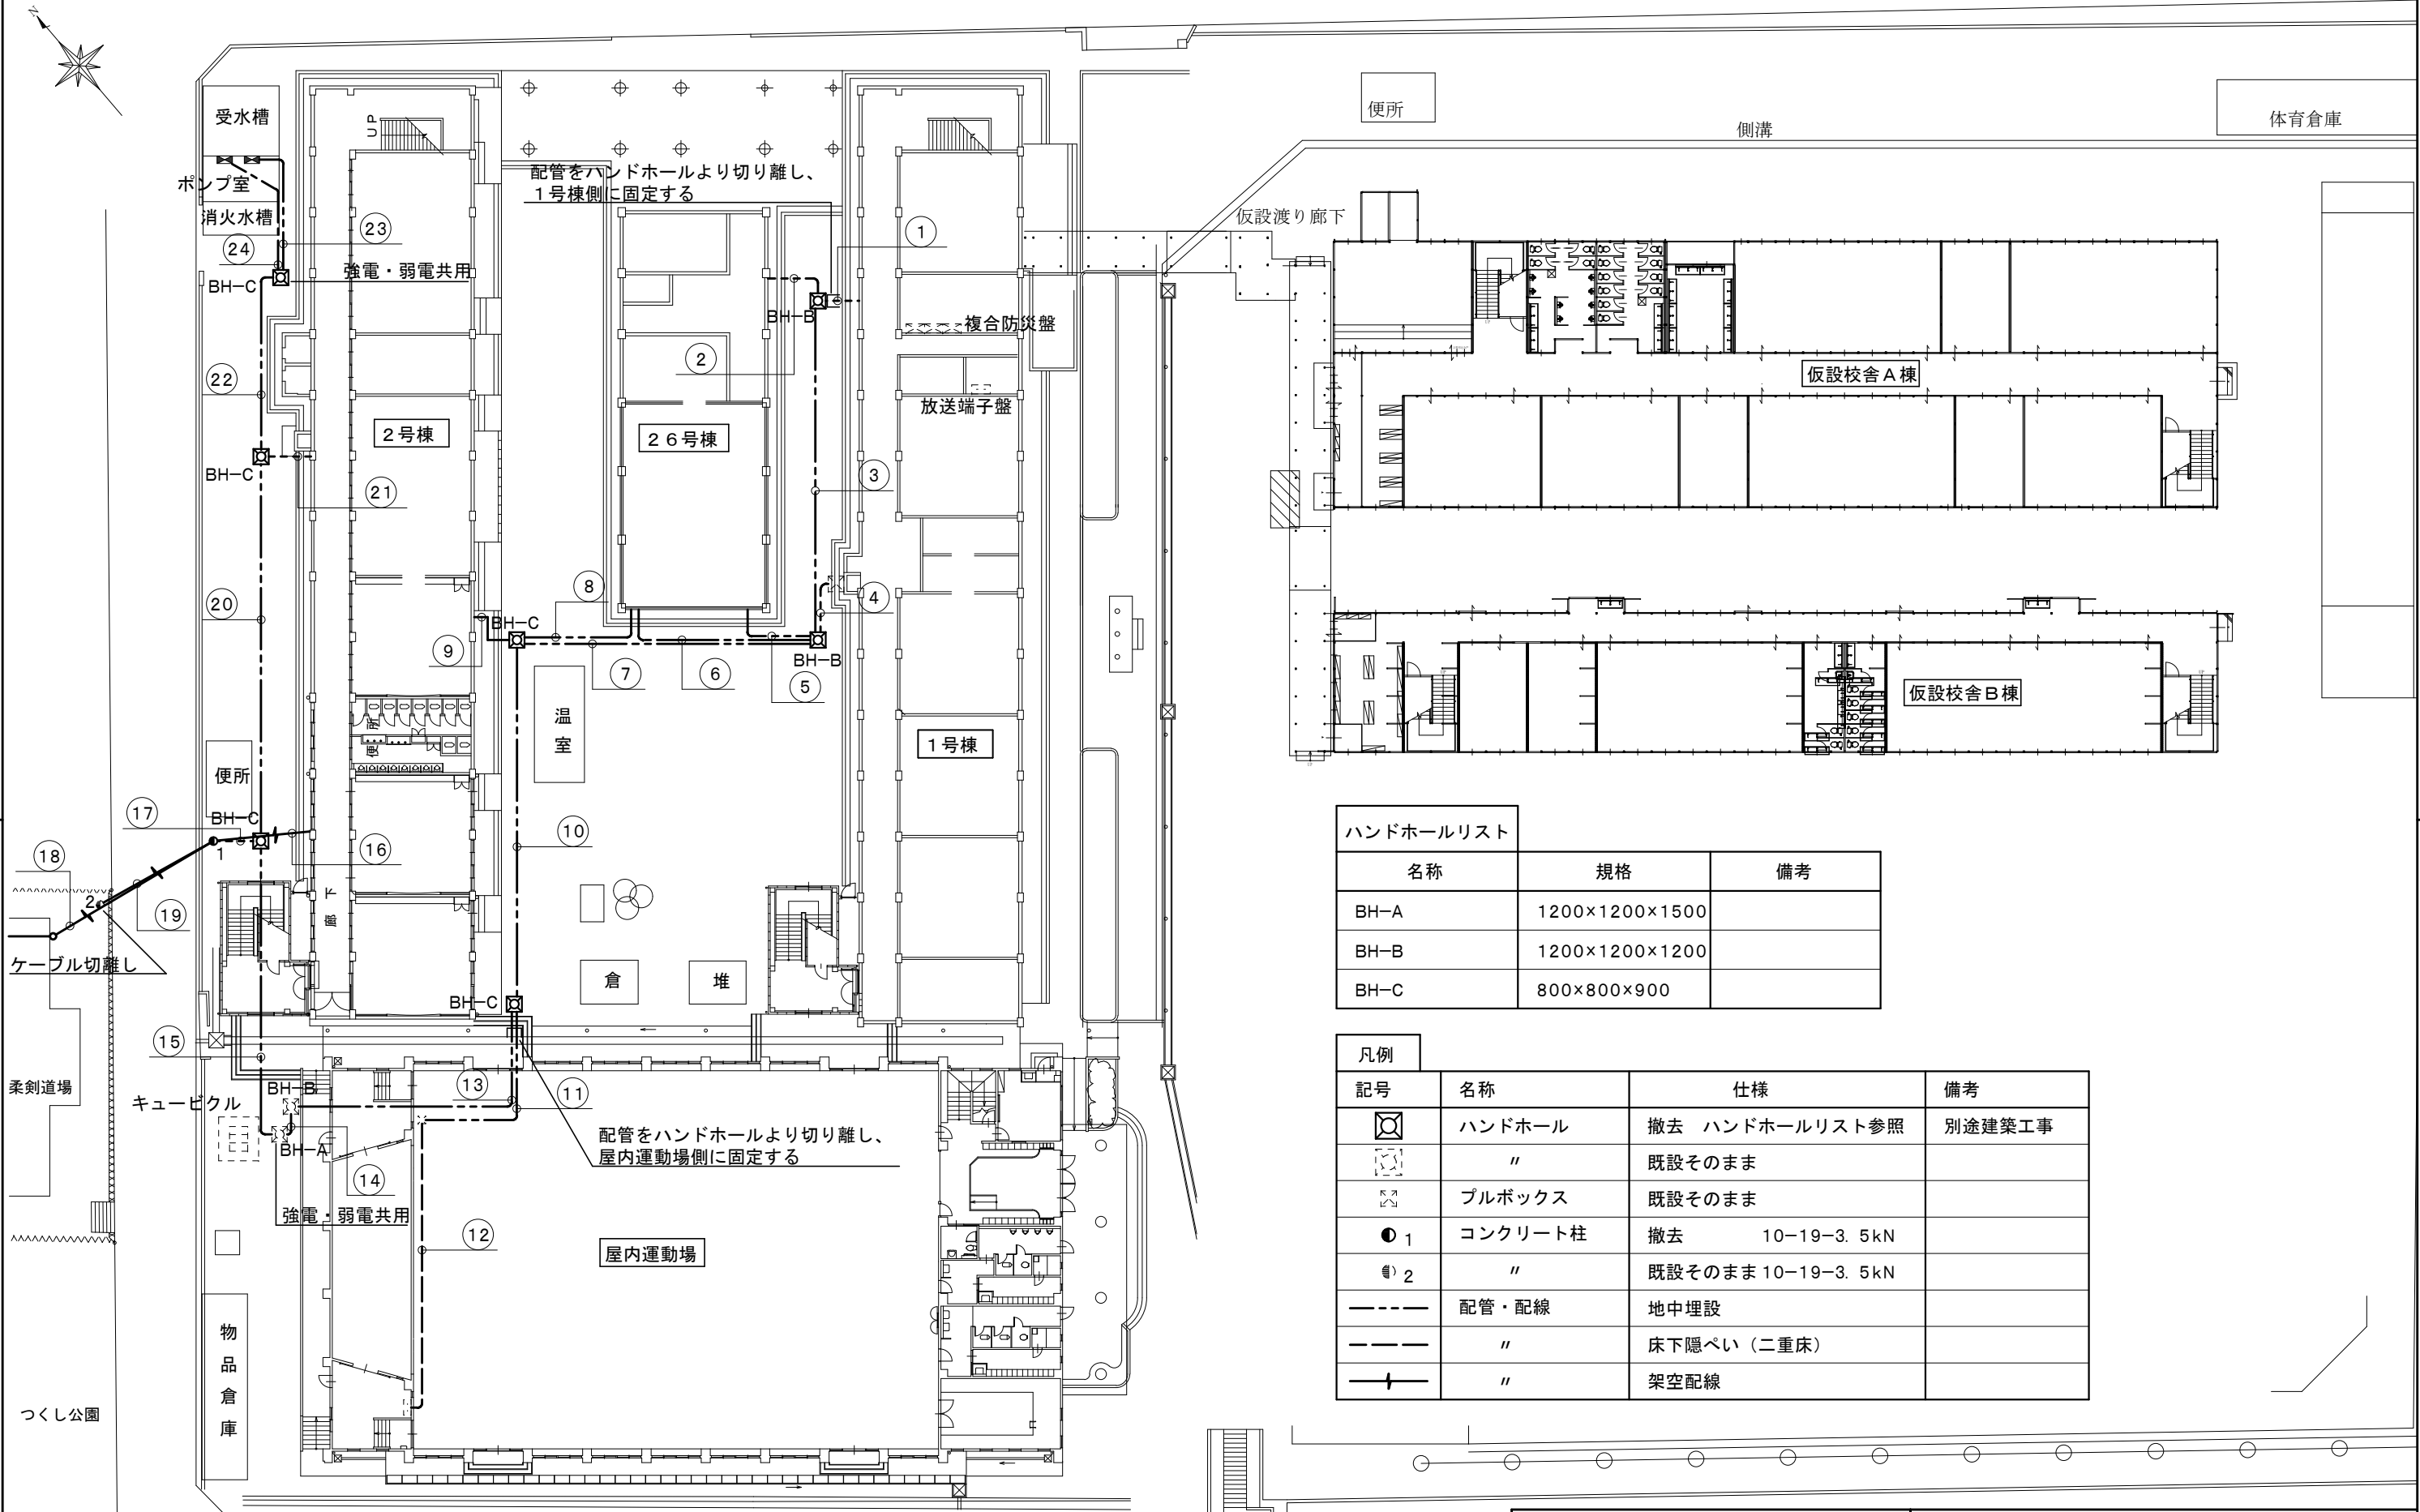 N
便所
体育倉庫
側溝
受水槽
UP
ポンプ室
消火水槽
配管をハンドホールより切り離し、
1号棟側に固定する
仮設渡り廊下
23
24
1
強電・弱電共用
BH-C
BH-B
複合防災盤
2
22
放送端子盤
仮設校舎A棟
2号棟
26号棟
BH-C
21
3
20
8
4
BH-C
9
BH-B
7
6
5
仮設校舎B棟
温室
便所
1号棟
便所
17
BH-C
10
1
16
18
2
19
廊下
ケーブル切離し
倉
堆
BH-C
15
柔剣道場
キュービクル
BH-B
13
11
BH-A
配管をハンドホールより切り離し、
屋内運動場側に固定する
14
強電・弱電共用
12
屋内運動場
物品倉庫
つくし公園
ハンドホールリスト
名称 規格 備考
BH-A 1200×1200×1500
BH-B 1200×1200×1200
BH-C 800×800×900
凡例
記号 名称 仕様 備考
ハンドホール 撤去 ハンドホールリスト参照 別途建築工事
〃 既設そのまま
プルボックス 既設そのまま
1 コンクリート柱 撤去 10-19-3.5kN
2 〃 既設そのまま 10-19-3.5kN
配管・配線 地中埋設
〃 床下隠ぺい(二重床)
〃 架空配線